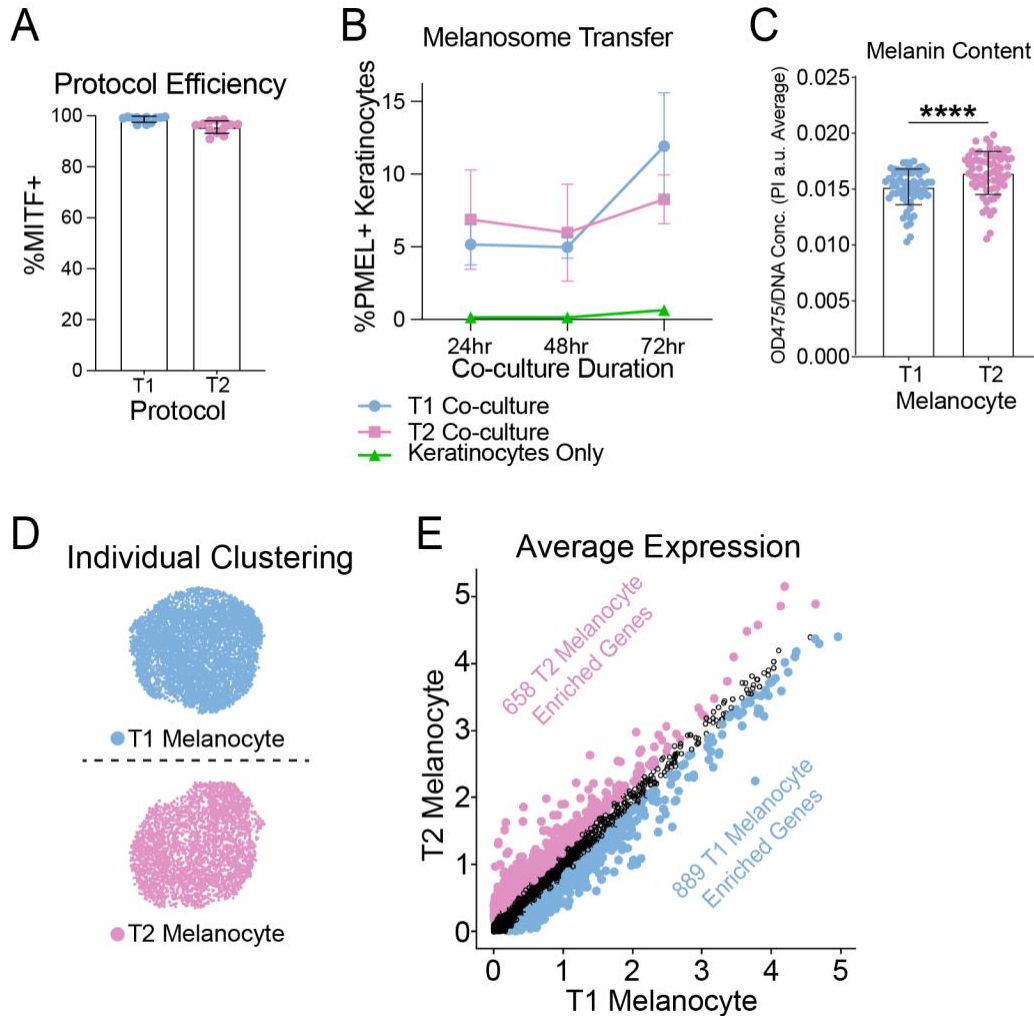 A
Protocol Efficiency
%MITF+
100
80
60
40
20
0
T1
T2
Protocol
B
Melanosome Transfer
%PMEL+ Keratinocytes
15
10
5
0
24hr
48hr
72hr
Co-culture Duration
T1 Co-culture
T2 Co-culture
Keratinocytes Only
C
Melanin Content
OD475/DNA Conc. (PI a.u. Average)
0.025
0.020
0.015
0.010
0.005
0.000
****
T1
T2
Melanocyte
D
Individual Clustering
T1 Melanocyte
T2 Melanocyte
E
Average Expression
T2 Melanocyte
5
4
3
2
1
0
658 T2 Melanocyte
Enriched Genes
889 T1 Melanocyte
Enriched Genes
0
1
2
3
4
5
T1 Melanocyte